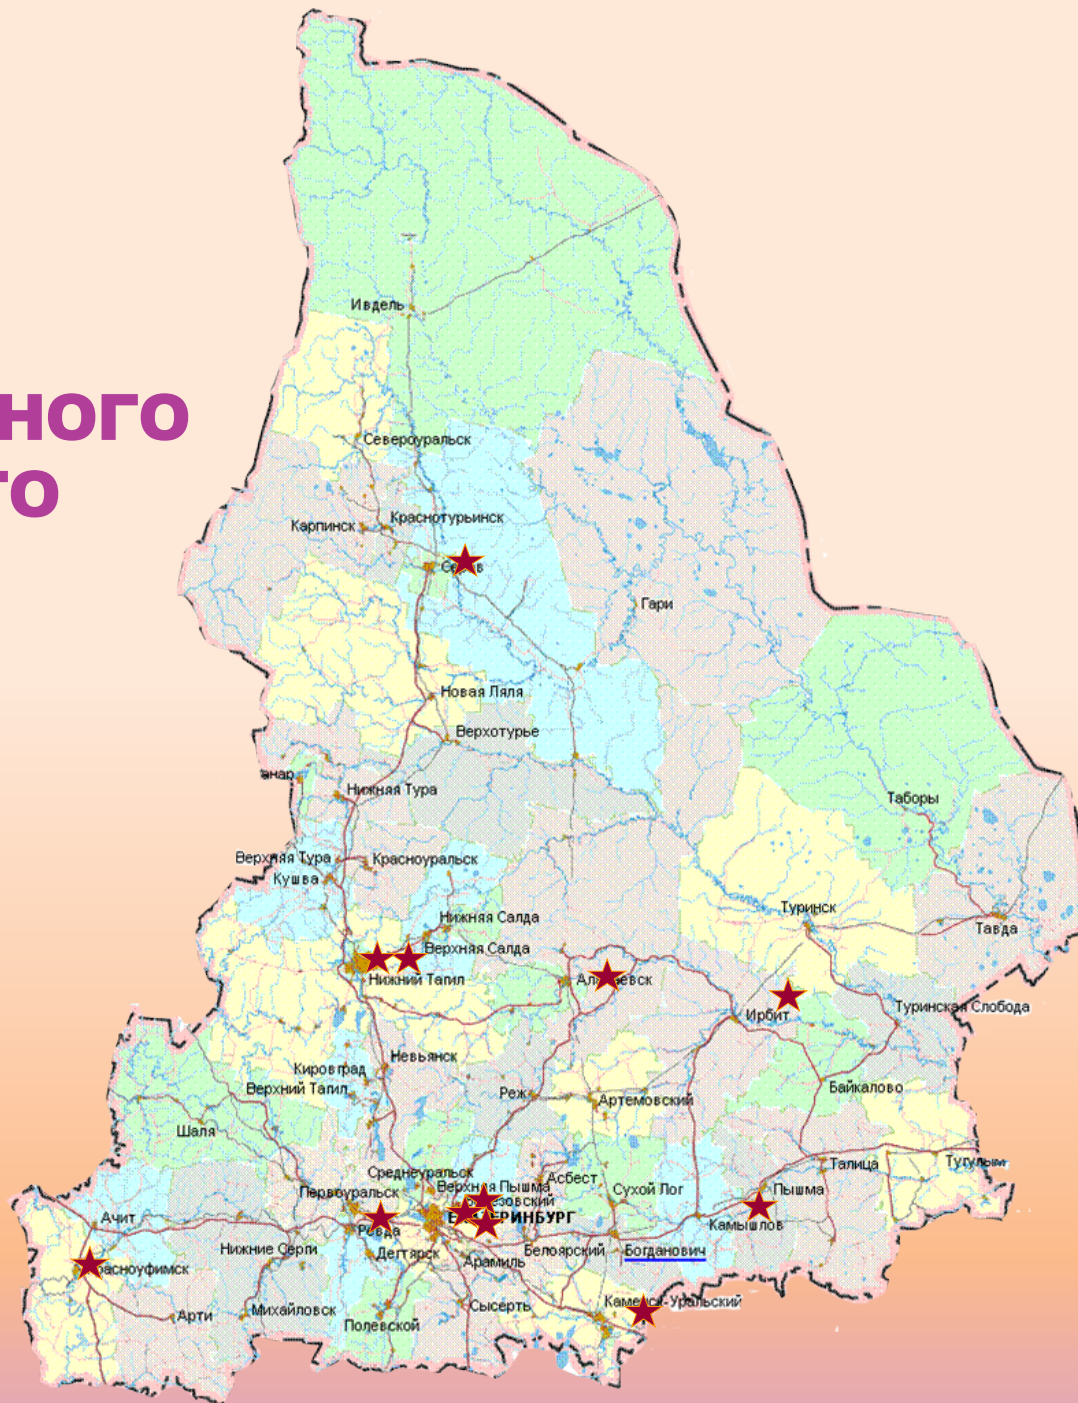 Ивдель
ного
Североуральск
го
Краснотурьинск
Карпинск
Гари
Новая Ляля
Верхотурье
Нижняя Тура
Таборы
Верхняя Тура
Красноуральск
Кушва
Туринск
Нижняя Салда
Тавда
Верхняя Салда
Нижний Тагил
Туринская Слобода
Ирбит
Невьянск
Кировград
Верхний Тагил
Байкалово
Реж
Артемовский
Шаля
Талица
Тугулым
Среднеуральск
Асбест
Верхняя Пышма
Сухой Лог
Пышма
Первоуральск
Ачит
Камышлов
Ревда
Нижние Серги
Дегтярск
Белоярский
Богданович
Арамиль
Каменск-Уральский
Сысерть
Михайловск
Арти
Полевской